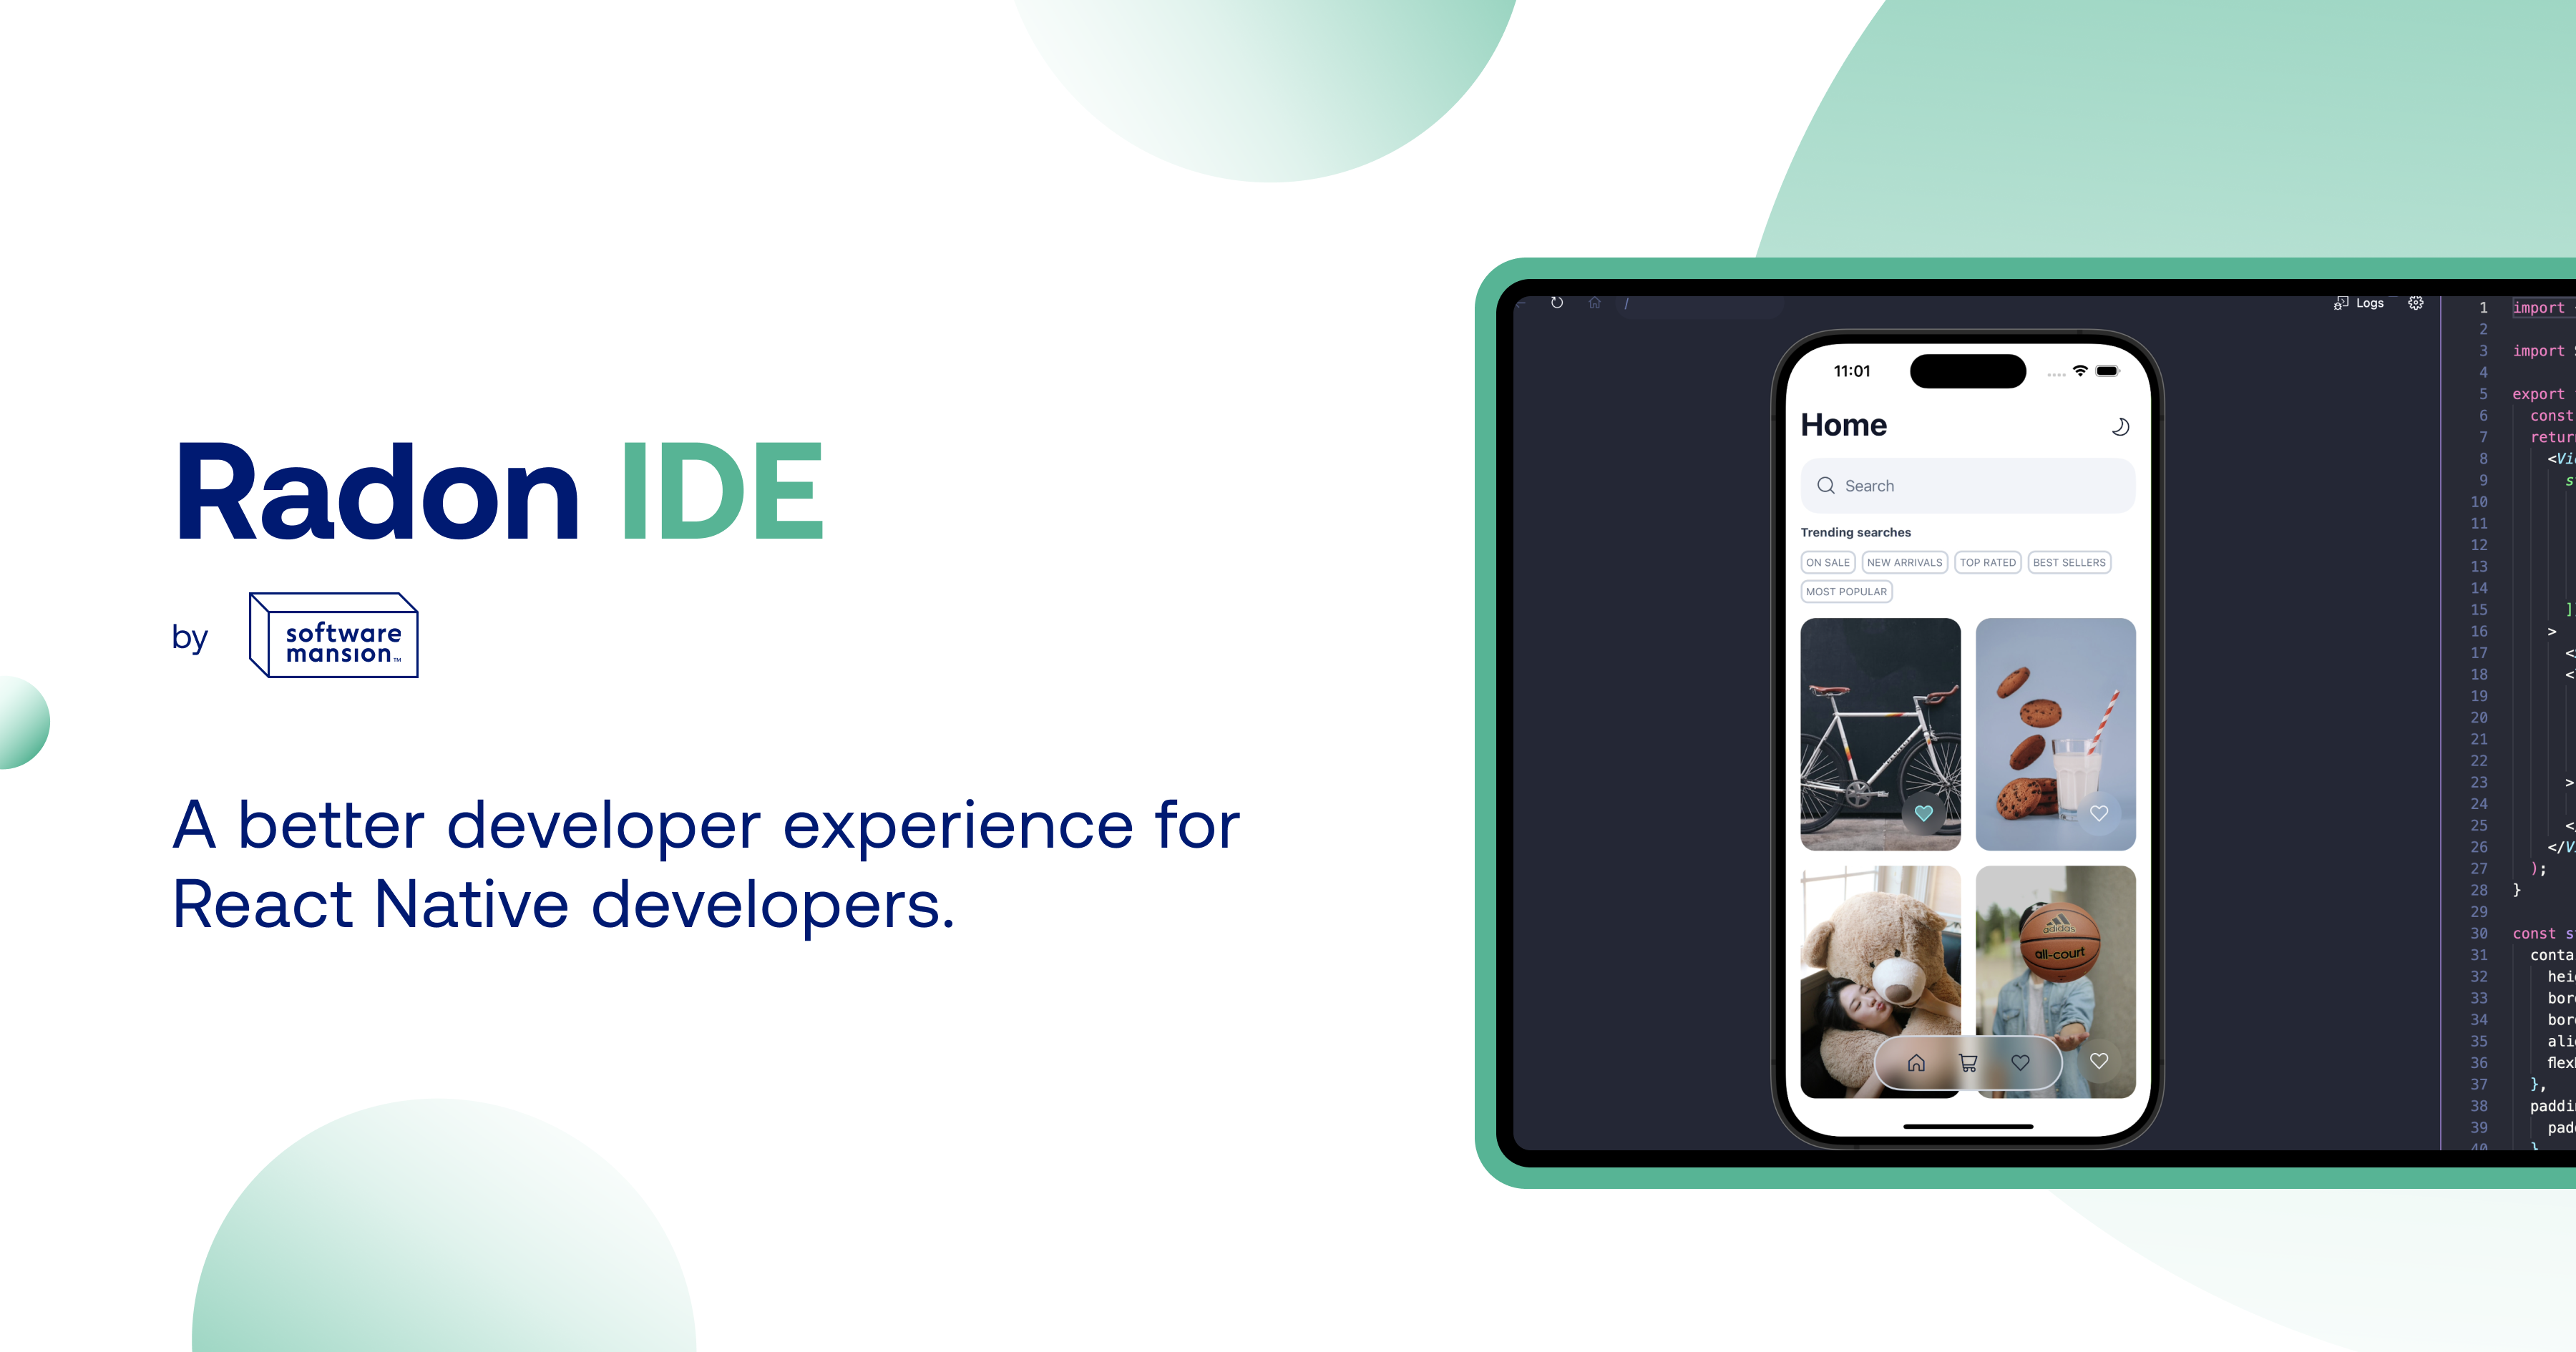 Radon IDE
by software
mansion™
A better developer experience for
React Native developers.
/
Logs
11:01
Home
Search
Trending searches
ON SALE NEW ARRIVALS TOP RATED BEST SELLERS
MOST POPULAR
adidas
all-court
1 import
2
3 import
4
5 export
6 const
7 return
8 <Vi
9 s
10
11
12
13
14
15 ]
16 >
17 <
18 <
19
20
21
22
23 >
24
25 <
26 </V
27 );
28 }
29
30 const s
31 conta
32 hei
33 bor
34 bor
35 ali
36 flex
37 },
38 paddi
39 pad
40 }